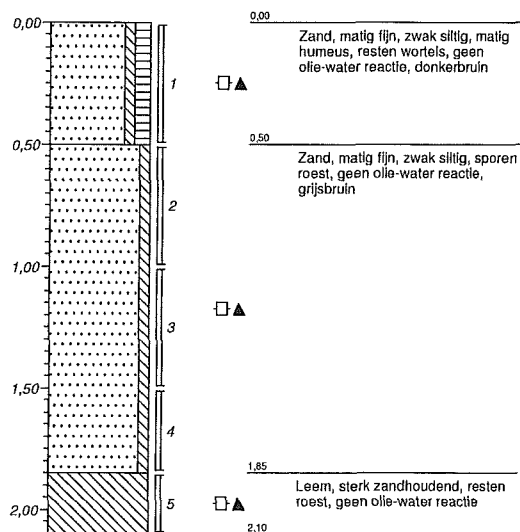 0,00
0,50
1,00
1,50
2,00
1
2
3
4
5
0,00
Zand, matig fijn, zwak siltig, matig
humeus, resten wortels, geen
olie-water reactie, donkerbruin
0,50
Zand, matig fijn, zwak siltig, sporen
roest, geen olie-water reactie,
grijsbruin
1,85
Leem, sterk zandhoudend, resten
roest, geen olie-water reactie
2,10